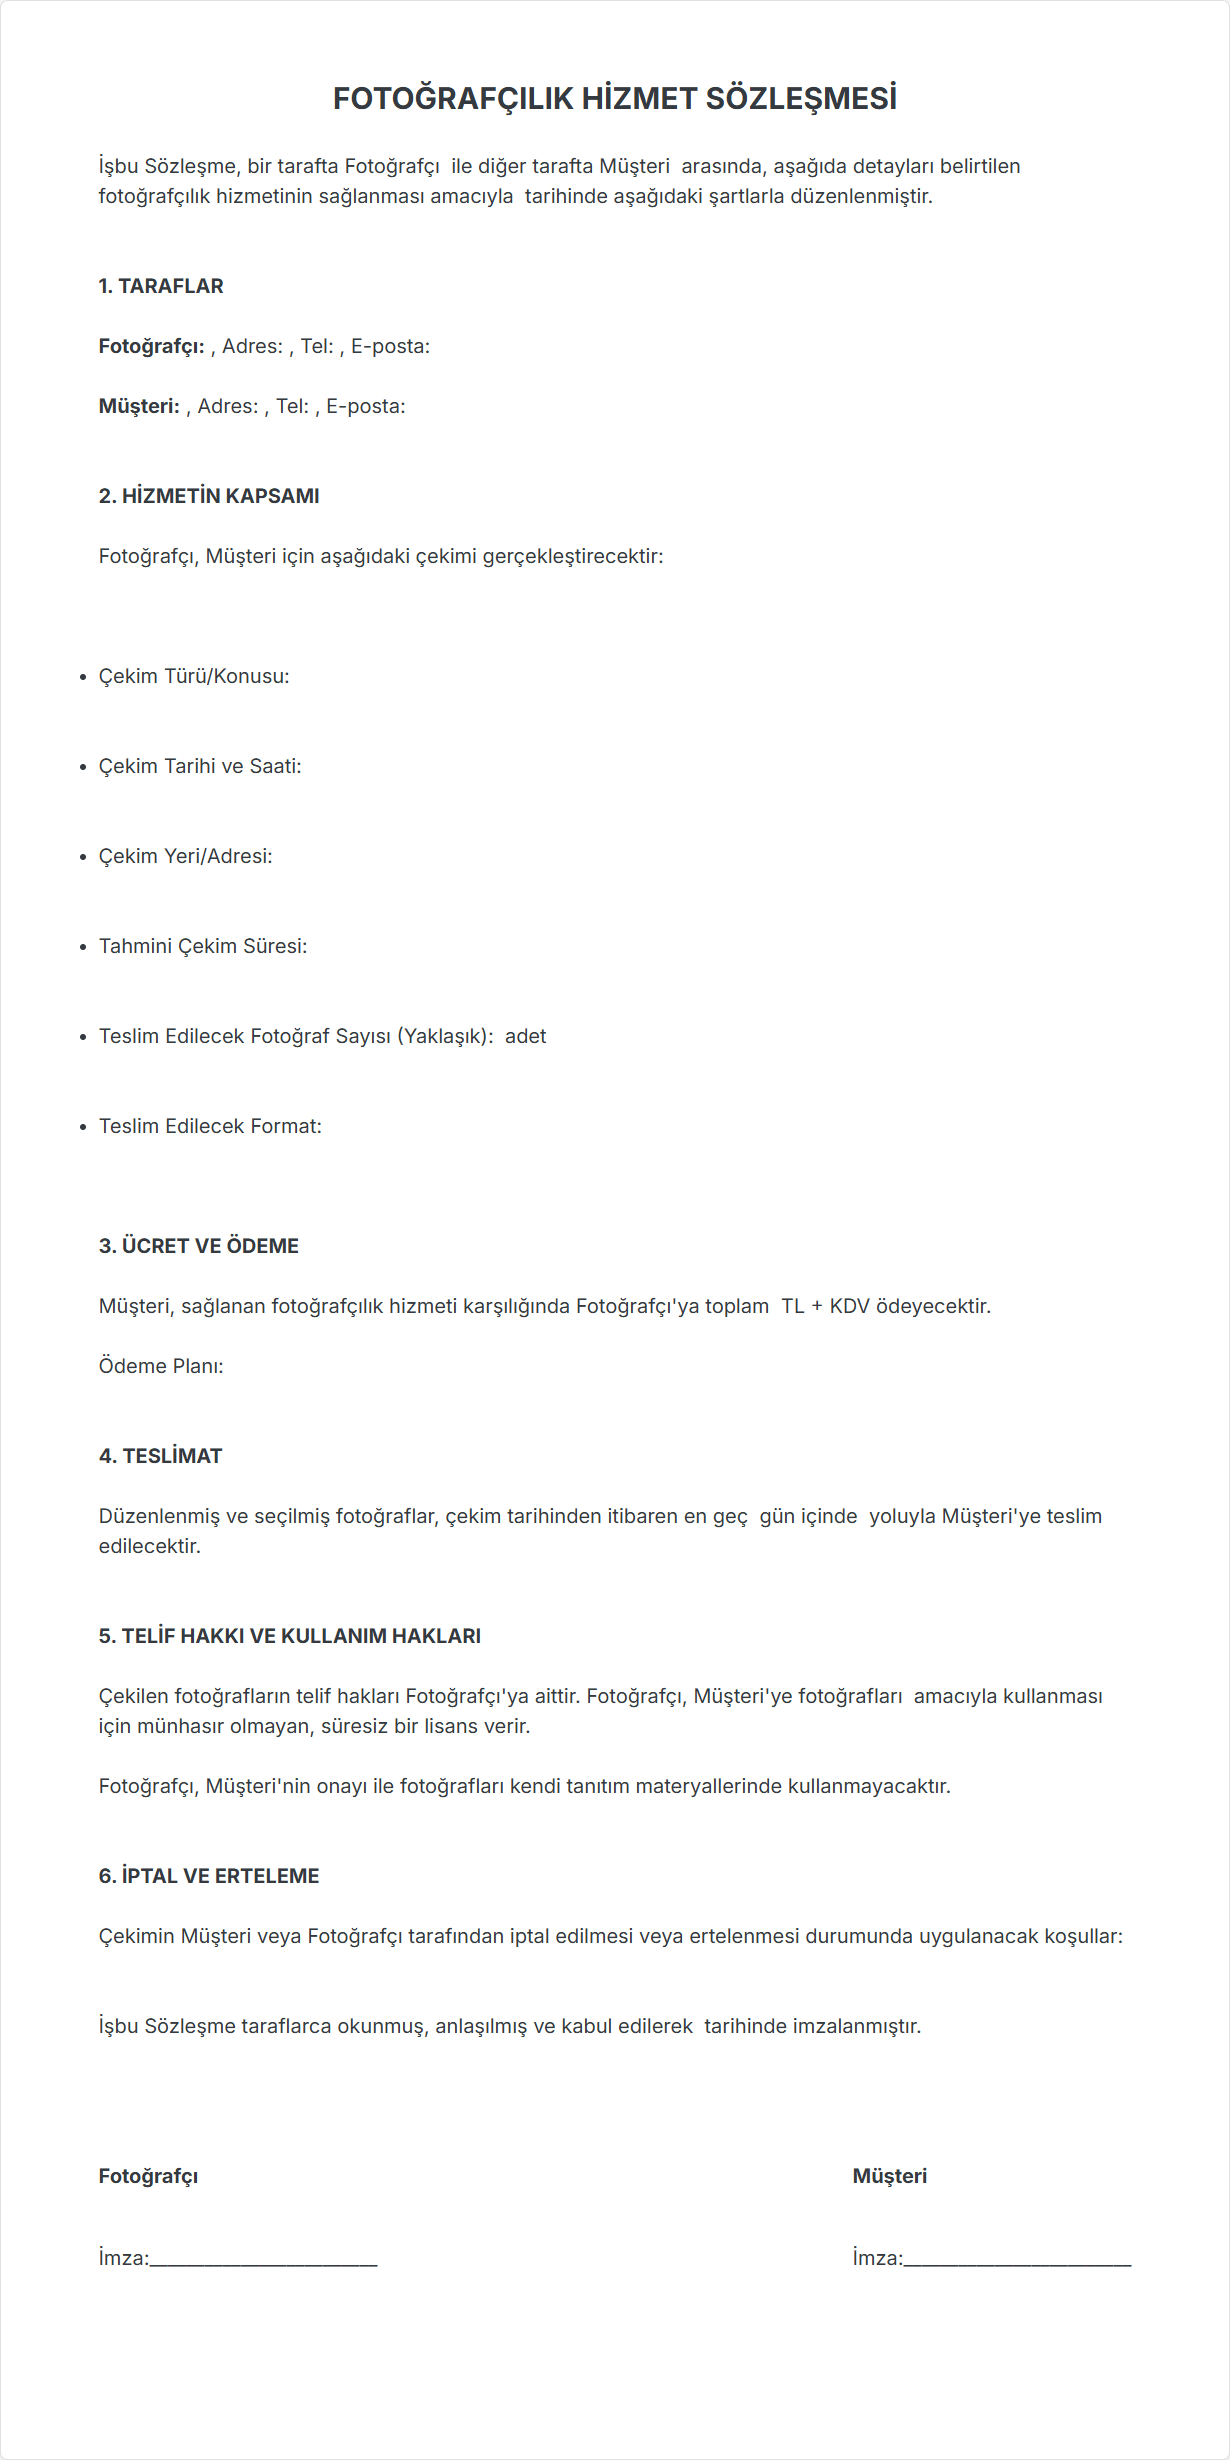 FOTOĞRAFÇILIK HİZMET SÖZLEŞMESİ
İşbu Sözleşme, bir tarafta Fotoğrafçı  ile diğer tarafta Müşteri  arasında, aşağıda detayları belirtilen
fotoğrafçılık hizmetinin sağlanması amacıyla  tarihinde aşağıdaki şartlarla düzenlenmiştir.
1. TARAFLAR
Fotoğrafçı: , Adres: , Tel: , E-posta:
Müşteri: , Adres: , Tel: , E-posta:
2. HİZMETİN KAPSAMI
Fotoğrafçı, Müşteri için aşağıdaki çekimi gerçekleştirecektir:
• Çekim Türü/Konusu:
• Çekim Tarihi ve Saati:
• Çekim Yeri/Adresi:
• Tahmini Çekim Süresi:
• Teslim Edilecek Fotoğraf Sayısı (Yaklaşık):  adet
• Teslim Edilecek Format:
3. ÜCRET VE ÖDEME
Müşteri, sağlanan fotoğrafçılık hizmeti karşılığında Fotoğrafçı'ya toplam  TL + KDV ödeyecektir.
Ödeme Planı:
4. TESLİMAT
Düzenlenmiş ve seçilmiş fotoğraflar, çekim tarihinden itibaren en geç  gün içinde  yoluyla Müşteri'ye teslim
edilecektir.
5. TELİF HAKKI VE KULLANIM HAKLARI
Çekilen fotoğrafların telif hakları Fotoğrafçı'ya aittir. Fotoğrafçı, Müşteri'ye fotoğrafları  amacıyla kullanması
için münhasır olmayan, süresiz bir lisans verir.
Fotoğrafçı, Müşteri'nin onayı ile fotoğrafları kendi tanıtım materyallerinde kullanmayacaktır.
6. İPTAL VE ERTELEME
Çekimin Müşteri veya Fotoğrafçı tarafından iptal edilmesi veya ertelenmesi durumunda uygulanacak koşullar:
İşbu Sözleşme taraflarca okunmuş, anlaşılmış ve kabul edilerek  tarihinde imzalanmıştır.
Fotoğrafçı Müşteri
İmza:_________________________ İmza:_________________________